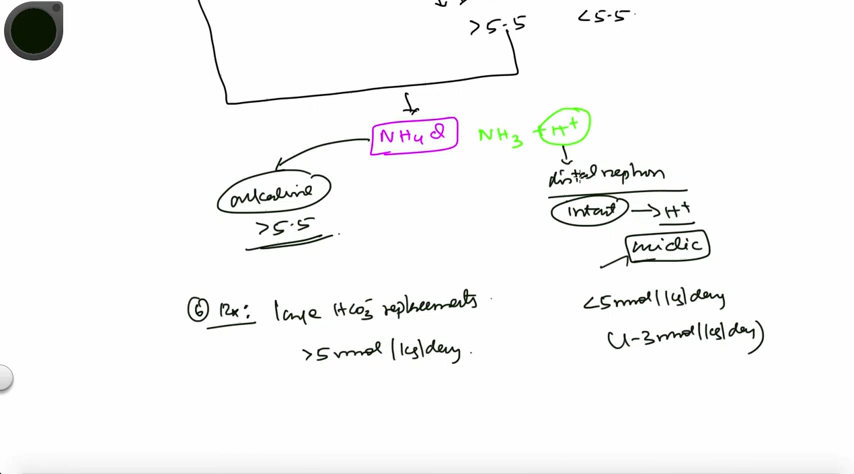 >5.5 <5.5
NH4Cl NH3 + H+
distal nephron
alkaline
intact → H+
>5.5
acidic
⑥ Rx: large HCO3- replacements <5mmol/kg/day
>5mmol/kg/day. (1-3mmol/kg/day)